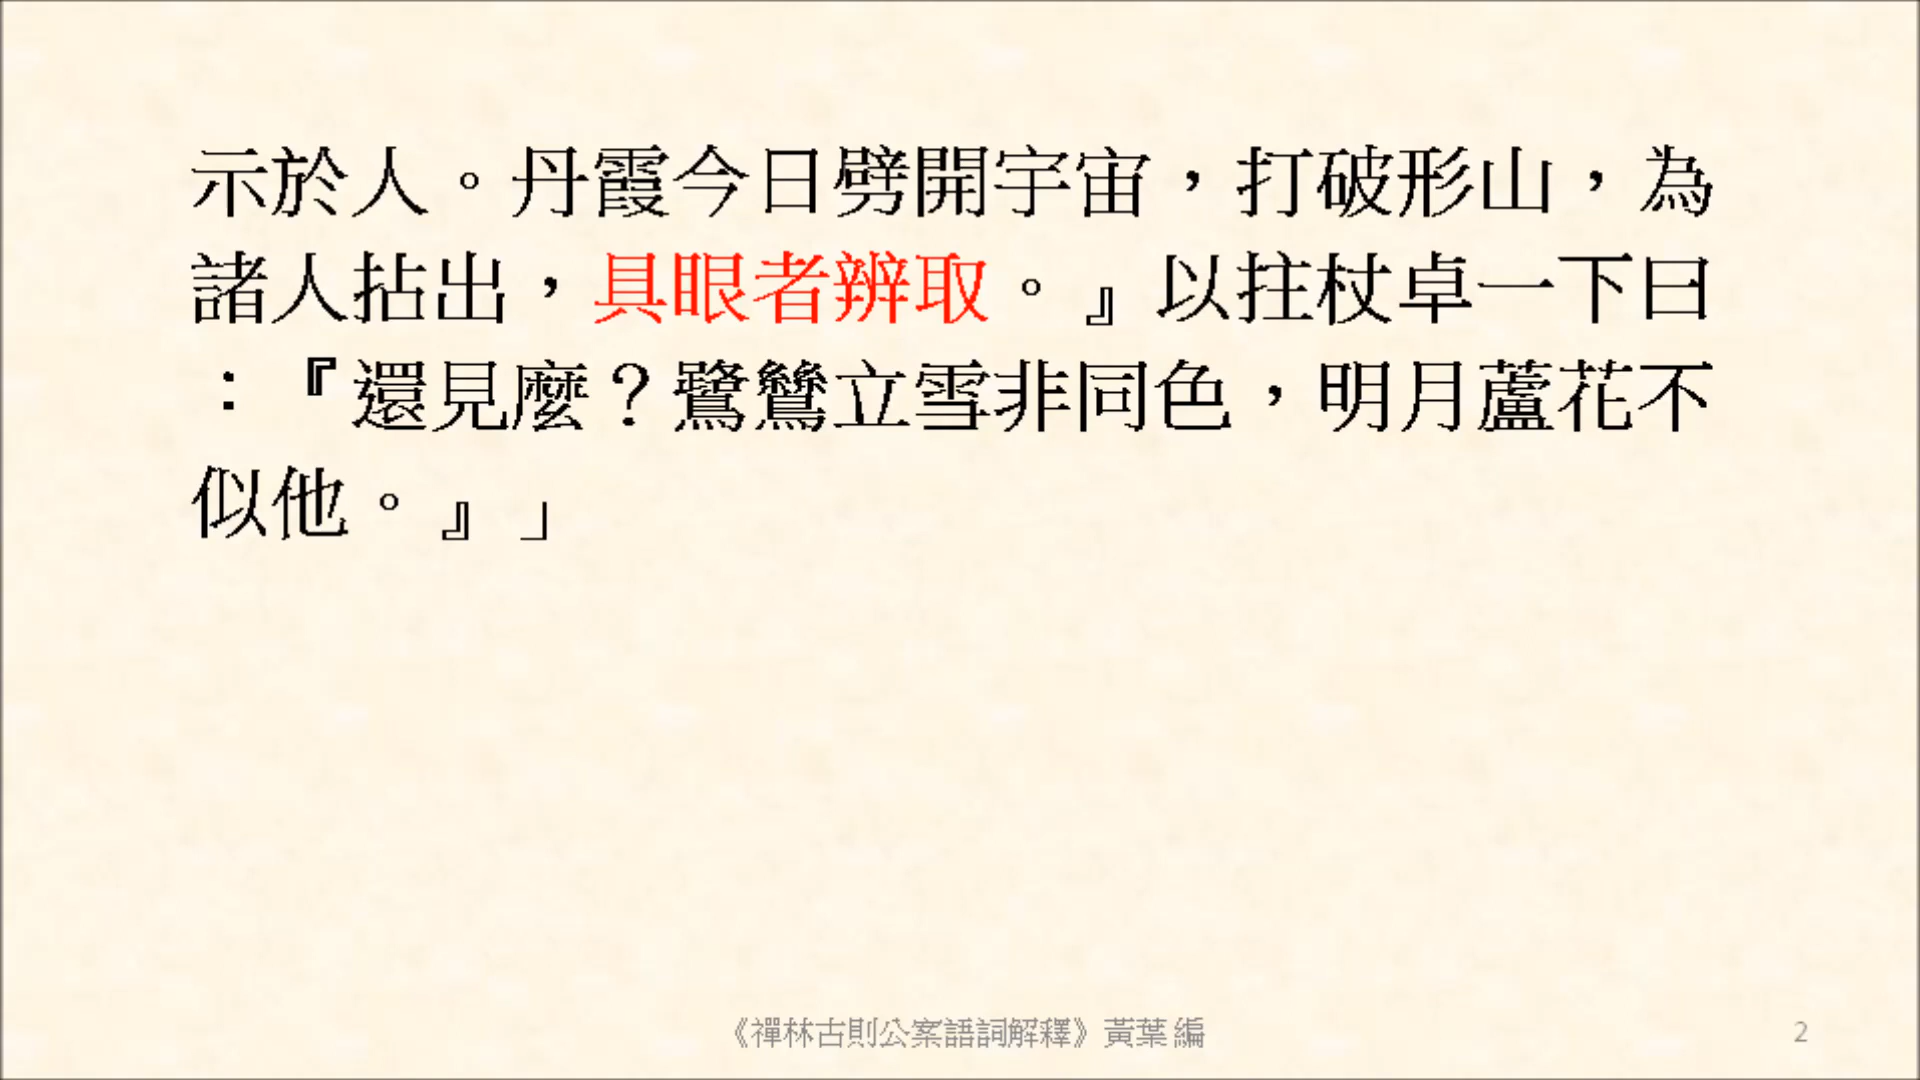 示於人。丹霞今日劈開宇宙，打破形山，為
諸人拈出，具眼者辨取。』以拄杖卓一下曰
：『還見麼？鷺鷥立雪非同色，明月蘆花不
似他。』」
《禪林古則公案語詞解釋》黃葉 編
2